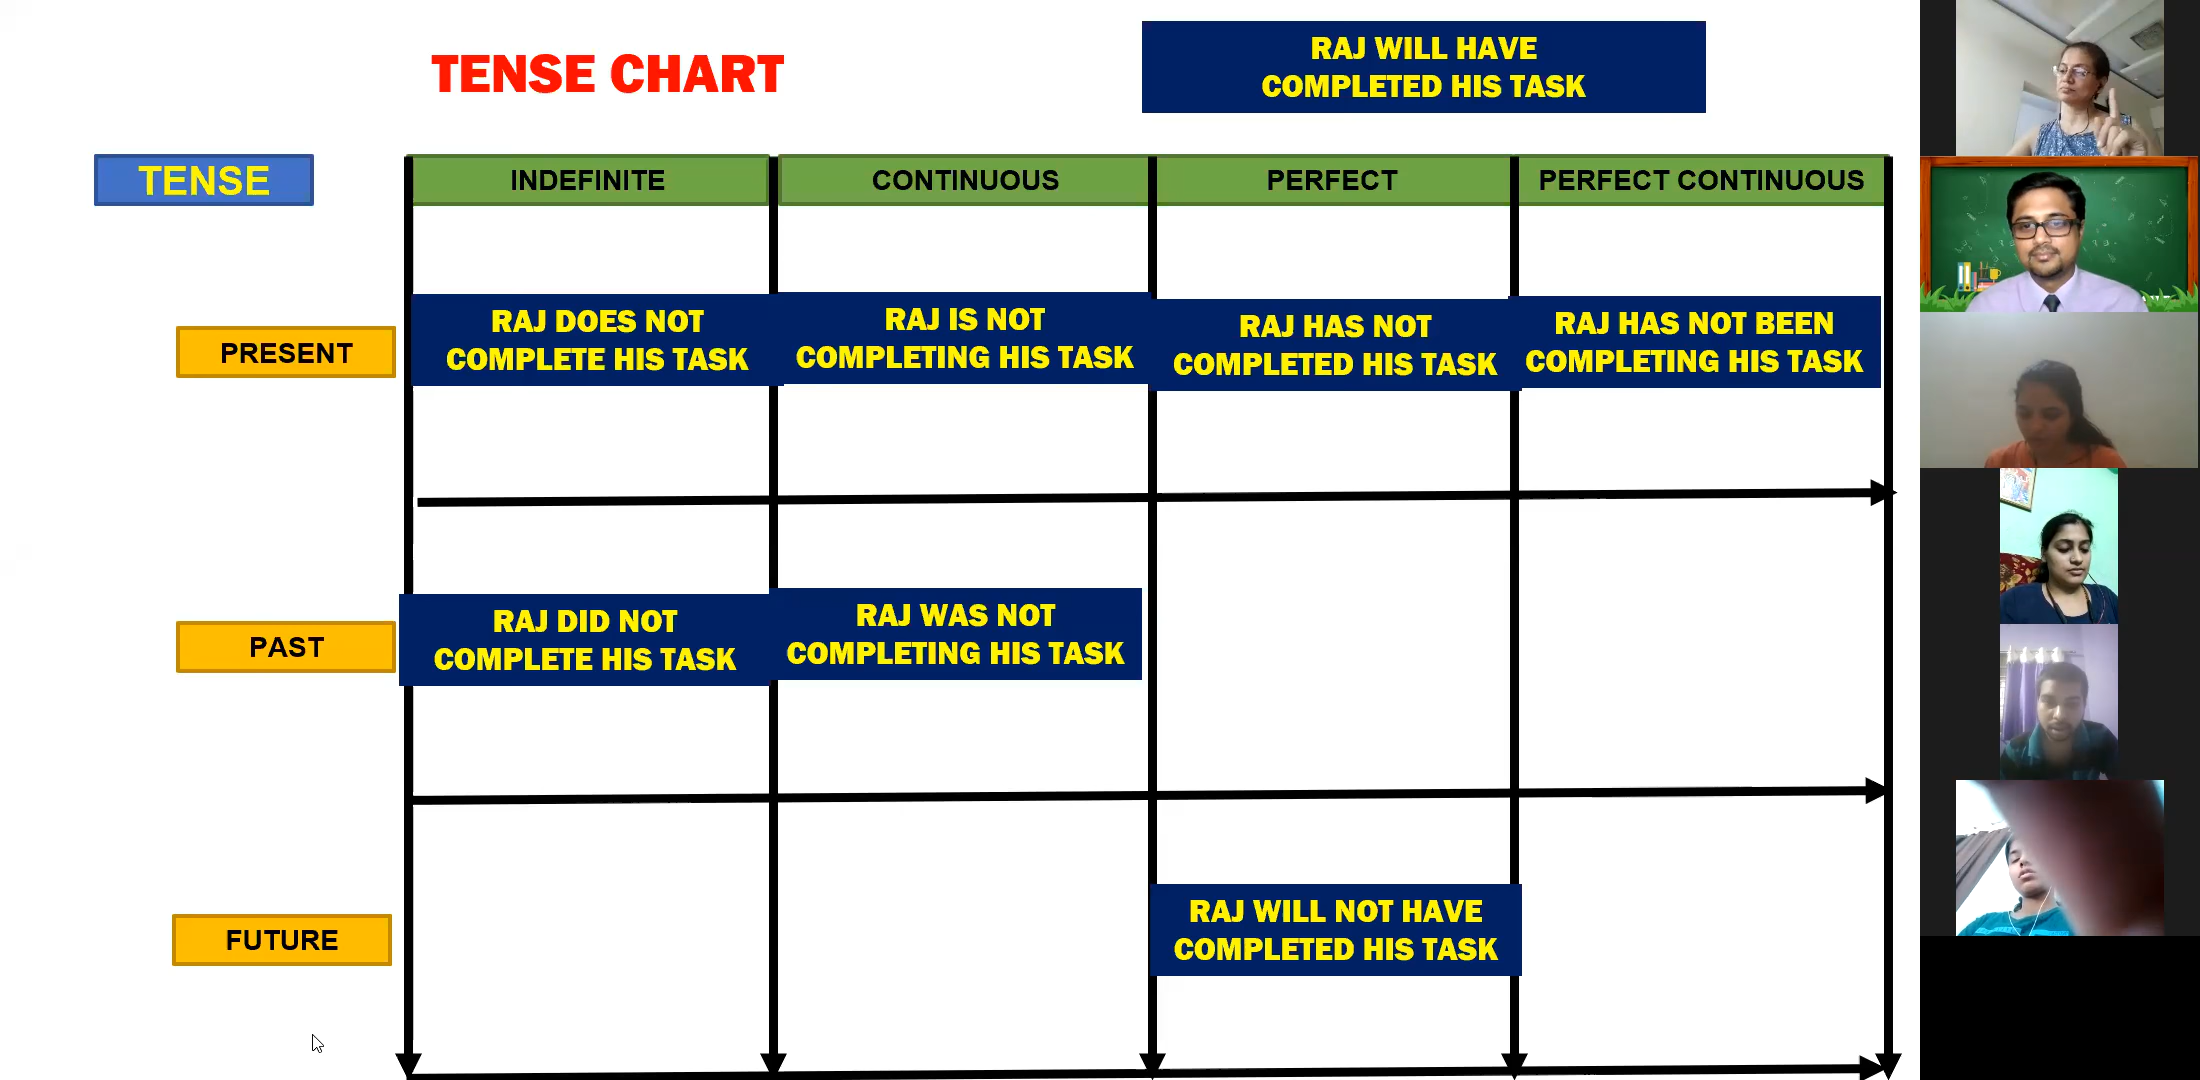 TENSE CHART
RAJ WILL HAVE
COMPLETED HIS TASK
TENSE
INDEFINITE
CONTINUOUS
PERFECT
PERFECT CONTINUOUS
PRESENT
RAJ DOES NOT
COMPLETE HIS TASK
RAJ IS NOT
COMPLETING HIS TASK
RAJ HAS NOT
COMPLETED HIS TASK
RAJ HAS NOT BEEN
COMPLETING HIS TASK
PAST
RAJ DID NOT
COMPLETE HIS TASK
RAJ WAS NOT
COMPLETING HIS TASK
FUTURE
RAJ WILL NOT HAVE
COMPLETED HIS TASK